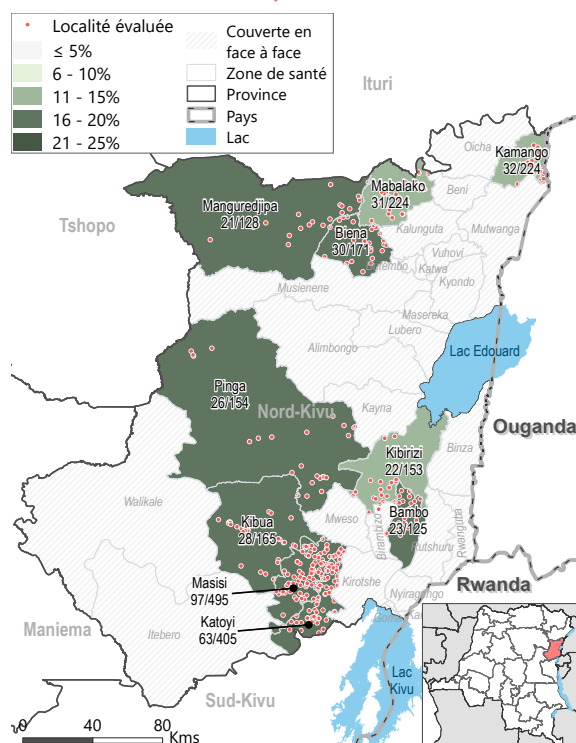 Localité évaluée
≤ 5%
6 - 10%
11 - 15%
16 - 20%
21 - 25%
Couverte en
face à face
Zone de santé
Province
Pays
Lac
Ituri
Oicha
Kamango
32/224
Mabalako
31/224
Beni
Manguredjipa
21/128
Tshopo
Biena
30/171
Kalunguta
Mutwanga
Vuhovi
Katwa
Kyondo
Musienene
Masereka
Lubero
Alimbongo
Lac Edouard
Pinga
26/154
Nord-Kivu
Kayna
Ouganda
Binza
Kibirizi
22/153
Walikale
Bambo
23/125
Kibua
28/165
Mweso
Birambizo
Rutshuru
Rwanguba
Masisi
97/495
Kirotshe
Rwanda
Nyiragongo
Katoyi
63/405
Maniema
Itebero
Sud-Kivu
Lac
Kivu
0 40 80
Kms